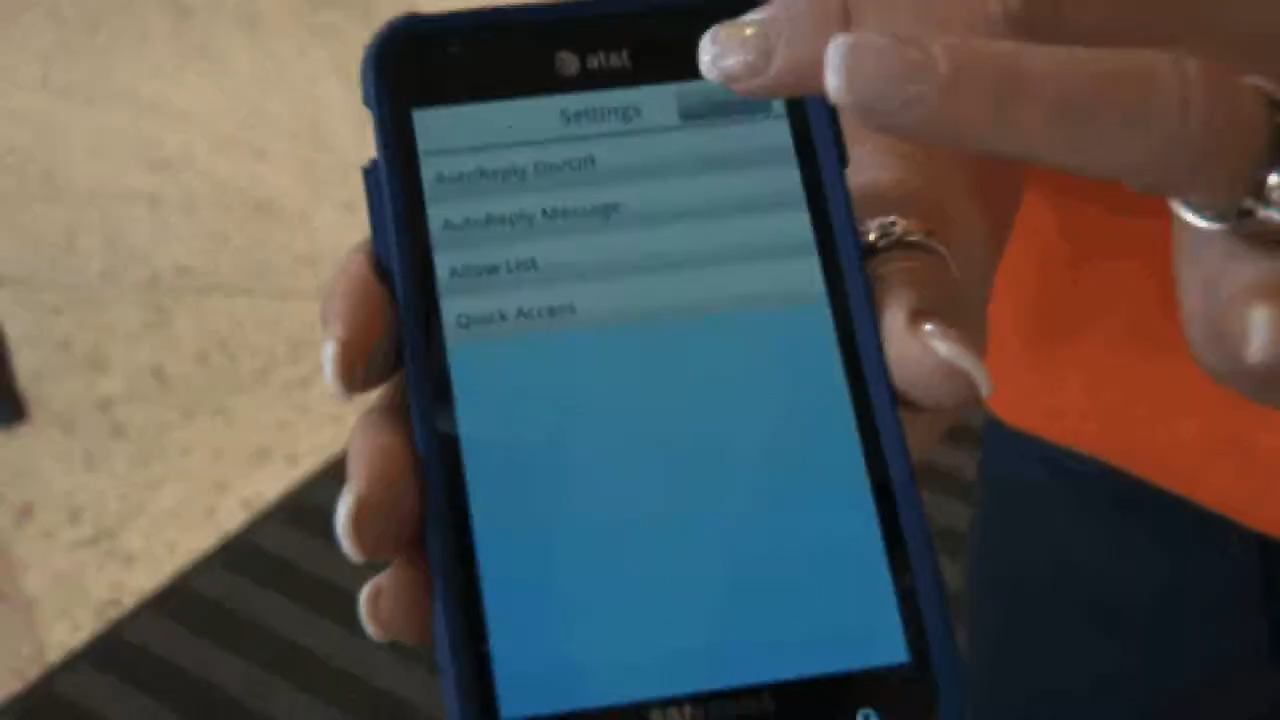 at&t
Settings
AutoReply On/Off
AutoReply Message
Allow List
Quick Access